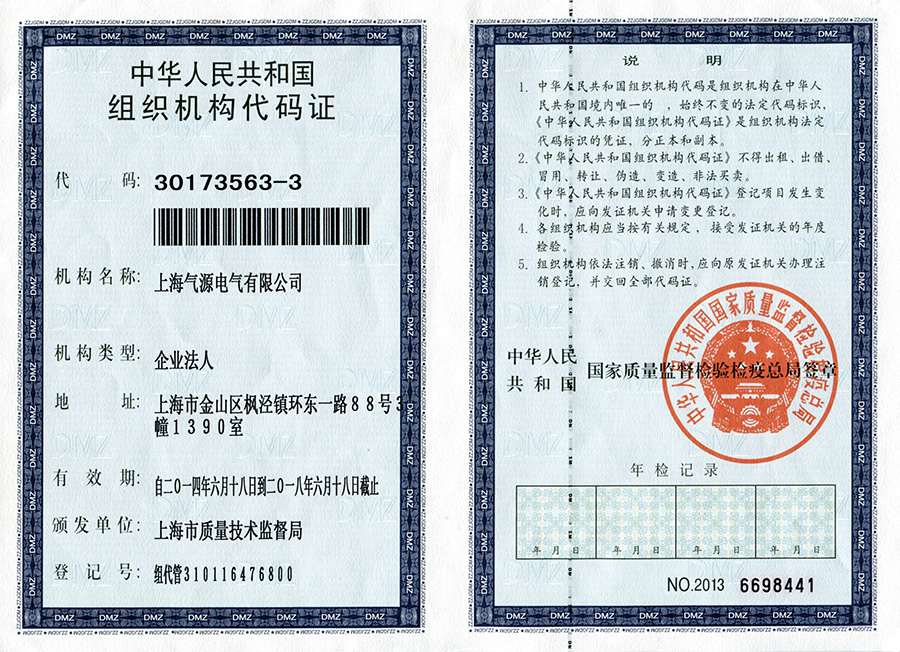 中华人民共和国
组织机构代码证
代 码: 30173563-3
机构名称: 上海气源电气有限公司
机构类型: 企业法人
地 址: 上海市金山区枫泾镇环东一路88号3
幢1390室
有 效 期: 自二〇一四年六月十八日到二〇一八年六月十八日截止
颁发单位: 上海市质量技术监督局
登 记 号: 组代管310116476800
说 明
1. 中华人民共和国组织机构代码是组织机构在中华人
民共和国境内唯一的、始终不变的法定代码标识，
《中华人民共和国组织机构代码证》是组织机构法定
代码标识的凭证，分正本和副本。
2.《中华人民共和国组织机构代码证》不得出租、出借、
冒用、转让、伪造、变造、非法买卖。
3.《中华人民共和国组织机构代码证》登记项目发生变
化时，应向发证机关申请变更登记。
4. 各组织机构应当按有关规定，接受发证机关的年度
检验。
5. 组织机构依法注销、撤消时，应向原发证机关办理注
销登记，并交回全部代码证。
中华人民
共和国 国家质量监督检验检疫总局签章
中华人民共和国国家质量监督检验检疫总局
年检记录
年 月 日 年 月 日 年 月 日 年 月 日
NO.2013 6698441